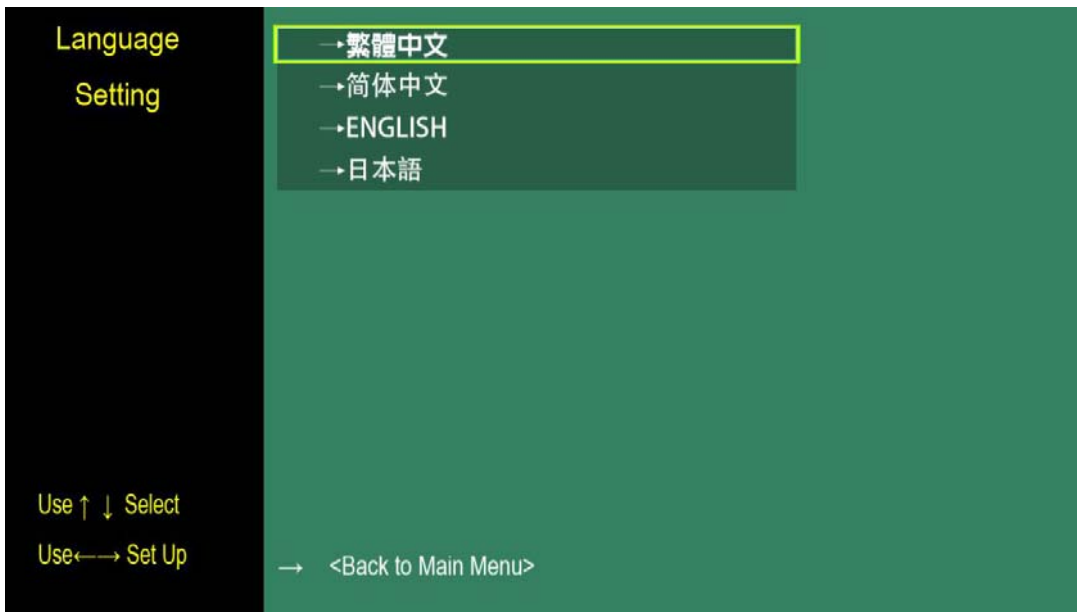 Language
Setting
→繁體中文
→简体中文
→ENGLISH
→日本語
Use ↑ ↓ Select
Use←→ Set Up
→ <Back to Main Menu>